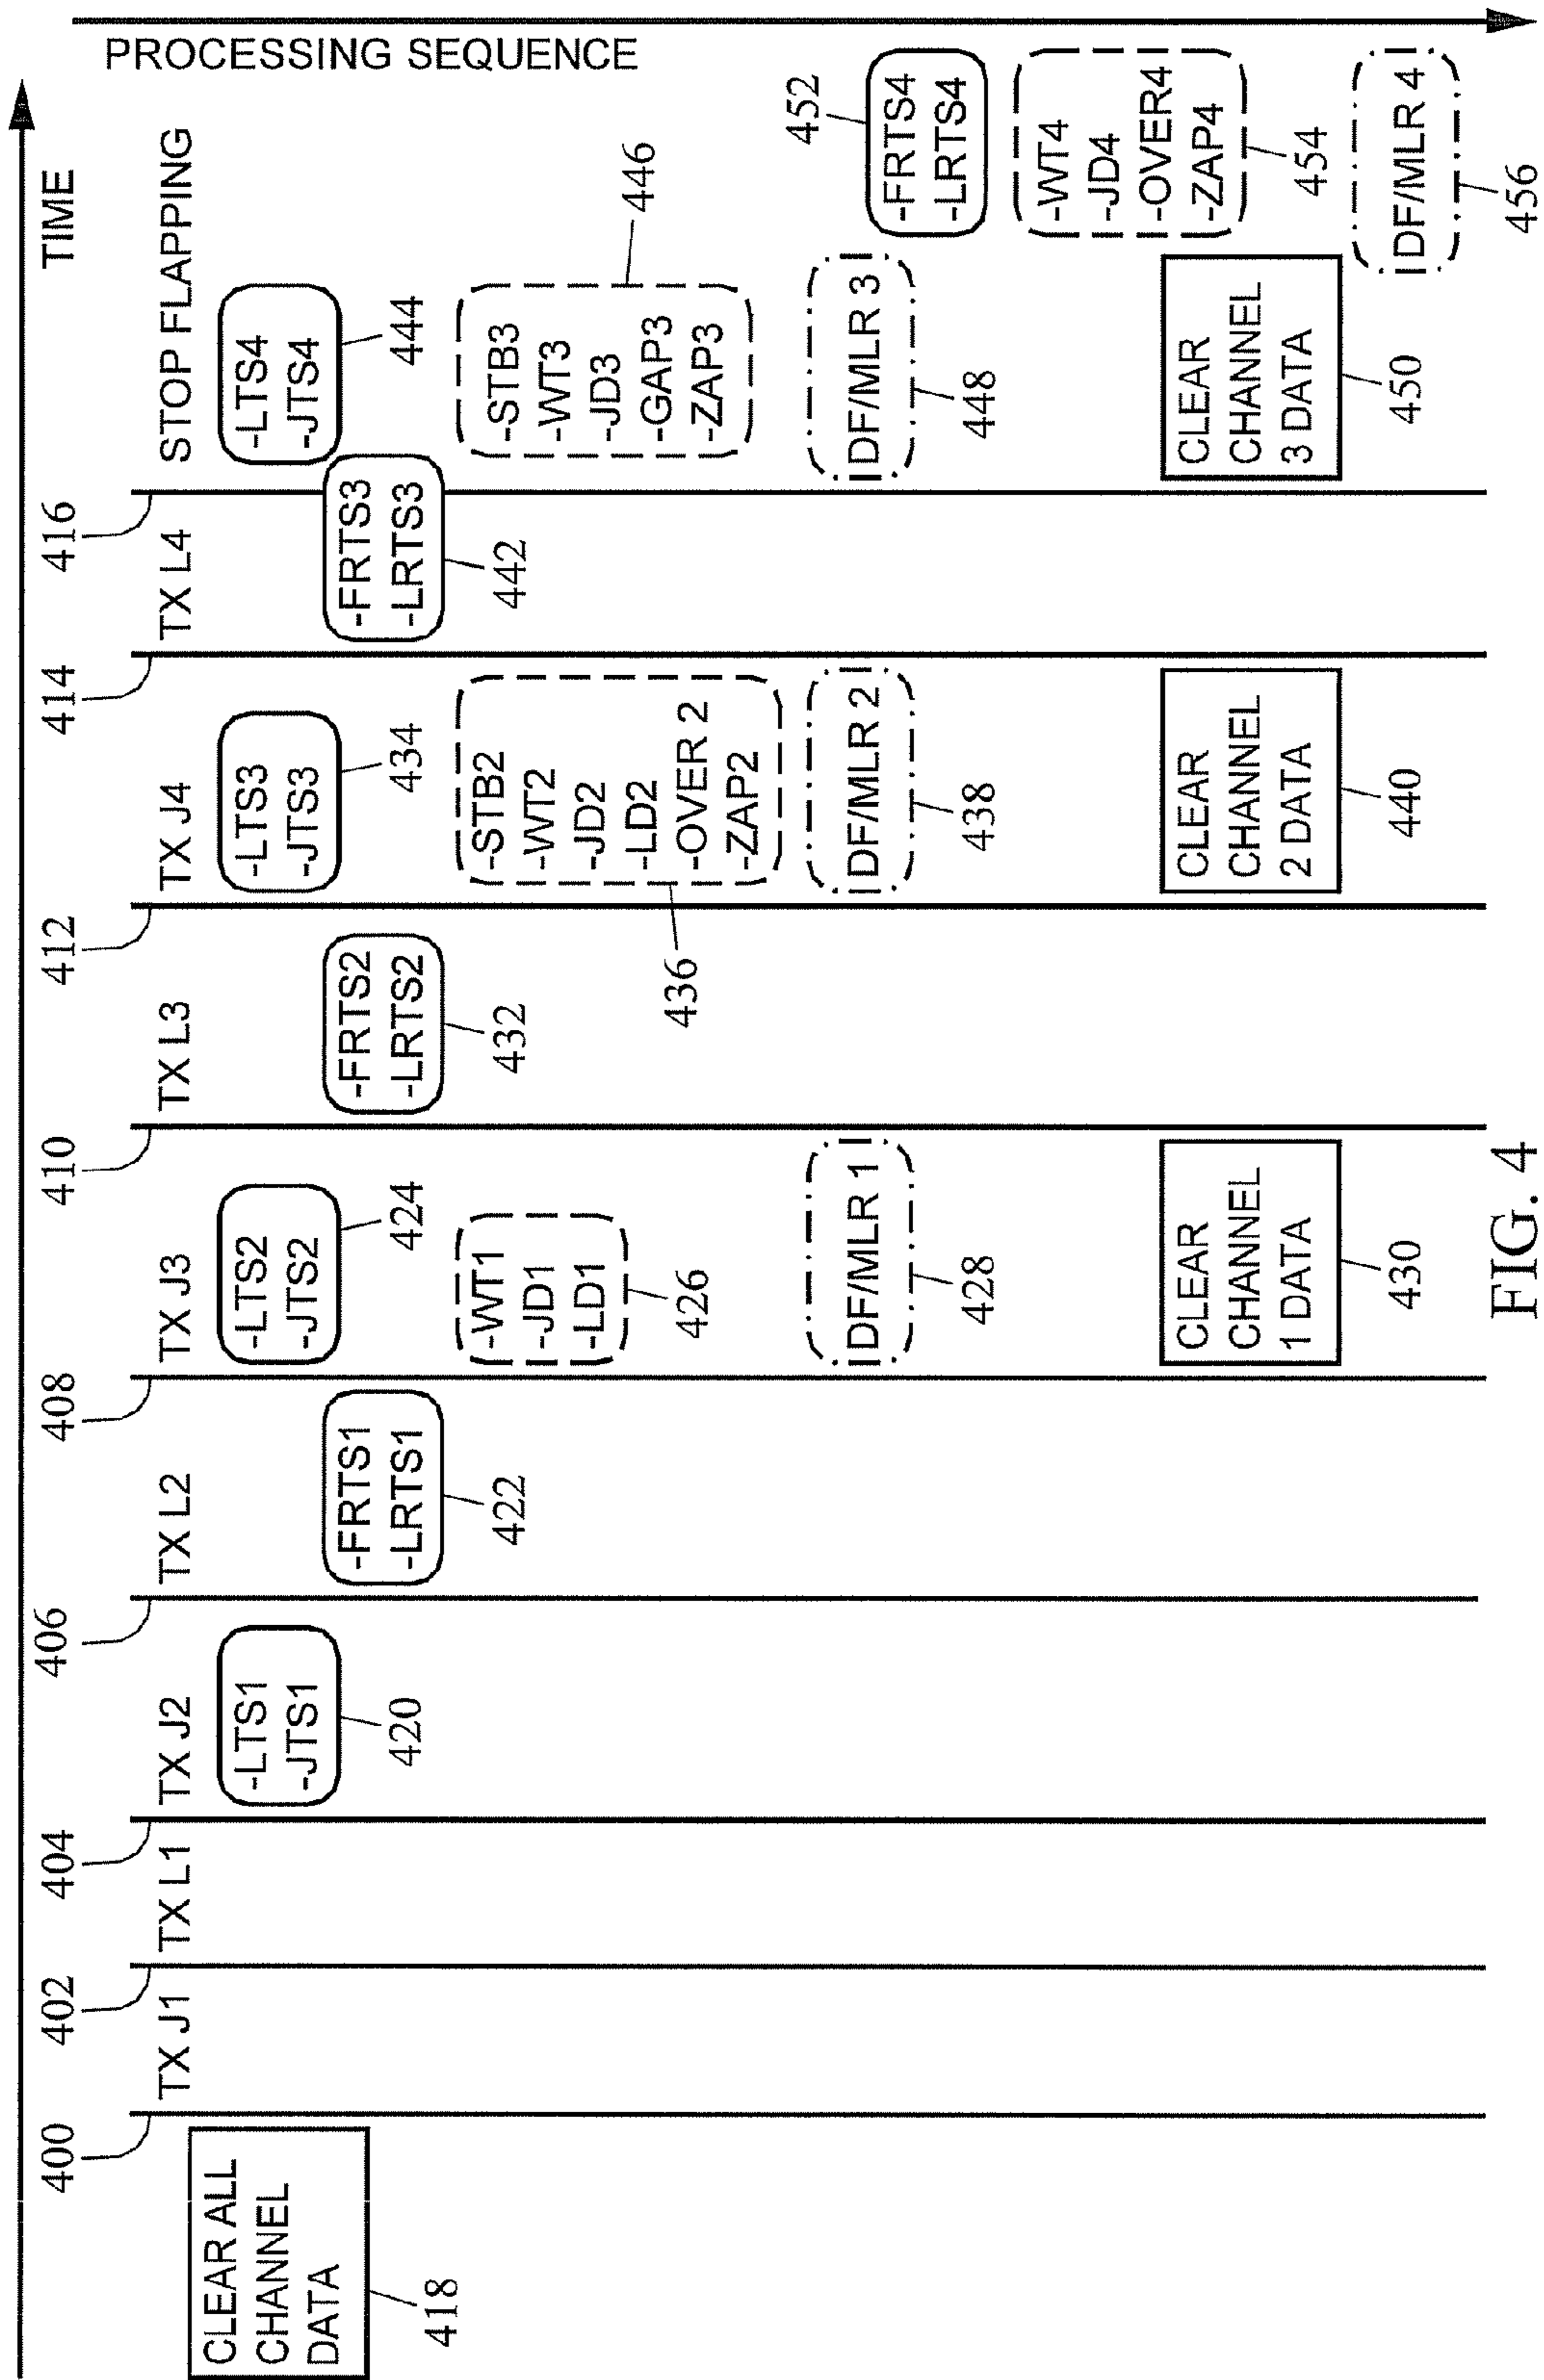 TIME
PROCESSING SEQUENCE
400
402
404
406
408
410
412
414
416
TX J1
TX L1
TX J2
TX L2
TX J3
TX L3
TX J4
TX L4
STOP FLAPPING
CLEAR ALL
CHANNEL
DATA
418
-LTS1
-JTS1
420
-FRTS1
-LRTS1
422
-LTS2
-JTS2
424
-WT1
-JD1
-LD1
426
IDF/MLR 1
428
CLEAR
CHANNEL
1 DATA
430
-FRTS2
-LRTS2
432
-LTS3
-JTS3
434
-STB2
-WT2
-JD2
-LD2
-OVER 2
-ZAP2
436
IDF/MLR 2
438
CLEAR
CHANNEL
2 DATA
440
-FRTS3
-LRTS3
442
-LTS4
-JTS4
444
-STB3
-WT3
-JD3
-GAP3
-ZAP3
446
IDF/MLR 3
448
CLEAR
CHANNEL
3 DATA
450
-FRTS4
-LRTS4
452
-WT4
-JD4
-OVER4
-ZAP4
454
IDF/MLR 4
456
FIG. 4